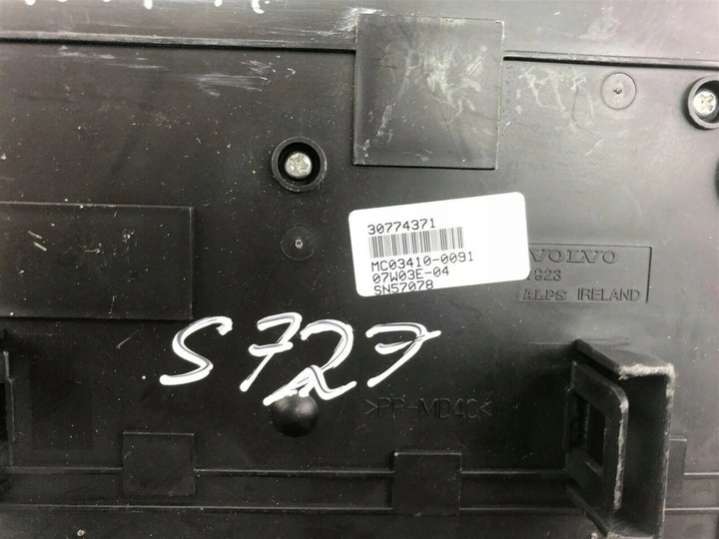 30774371
MC03410-0091
07W03E-04
SN57078
VOLVO
ALPS IRELAND
S727
>PP-MD40<